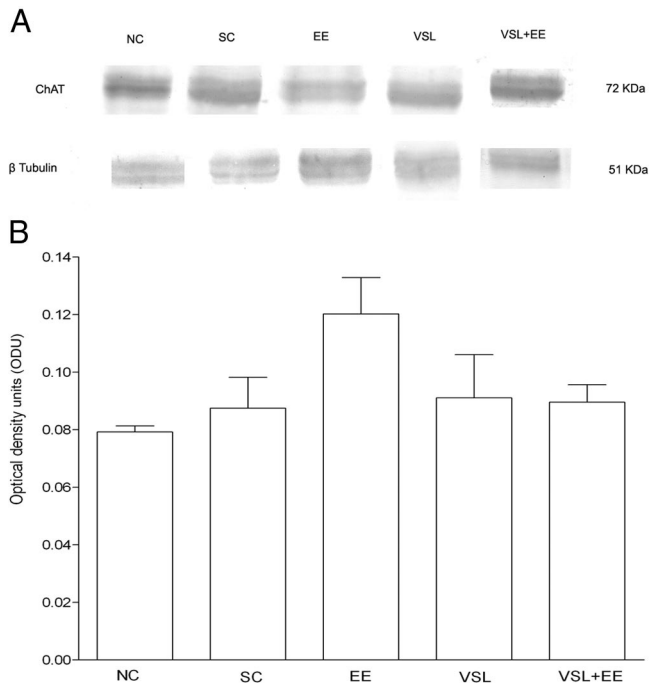 A
NC SC EE VSL VSL+EE
ChAT 72 KDa
β Tubulin 51 KDa
B
0.14
0.12
0.10
0.08
0.06
0.04
0.02
0.00
Optical density units (ODU)
NC SC EE VSL VSL+EE